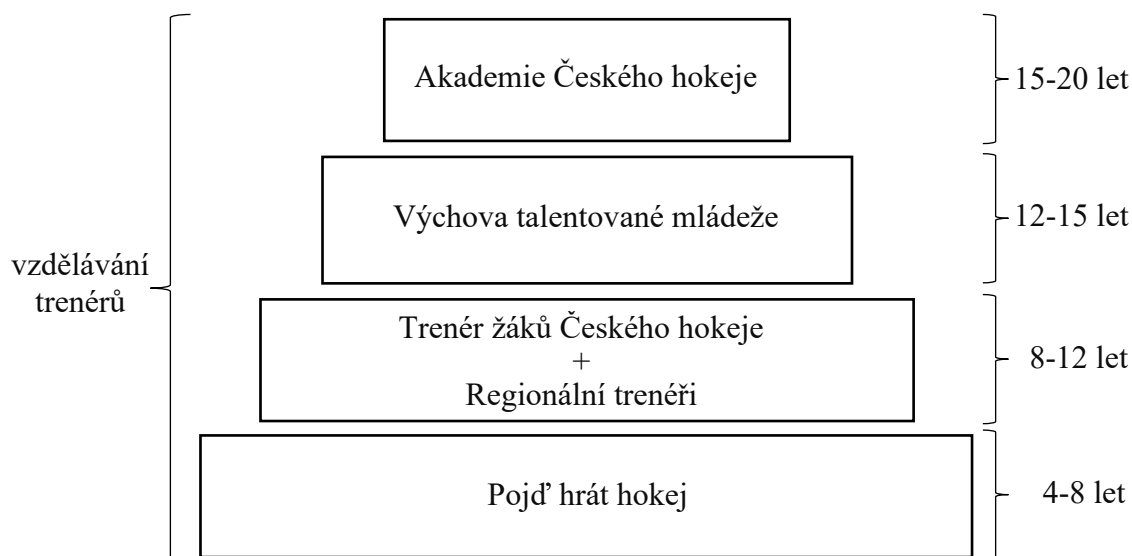 Akademie Českého hokeje
15-20 let
Výchova talentované mládeže
12-15 let
vzdělávání
trenérů
Trenér žáků Českého hokeje
+
Regionální trenéři
8-12 let
Pojď hrát hokej
4-8 let